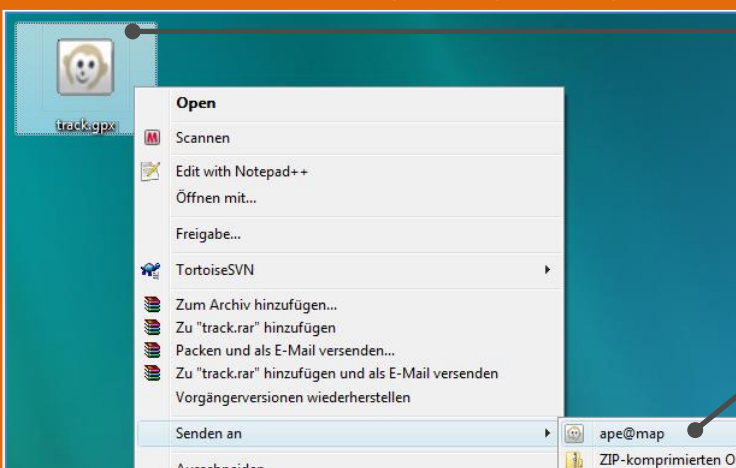 track.gpx
Open
Scannen
Edit with Notepad++
Öffnen mit...
Freigabe...
TortoiseSVN
Zum Archiv hinzufügen...
Zu "track.rar" hinzufügen
Packen und als E-Mail versenden...
Zu "track.rar" hinzufügen und als E-Mail versenden
Vorgängerversionen wiederherstellen
Senden an
ape@map
ZIP-komprimierten O